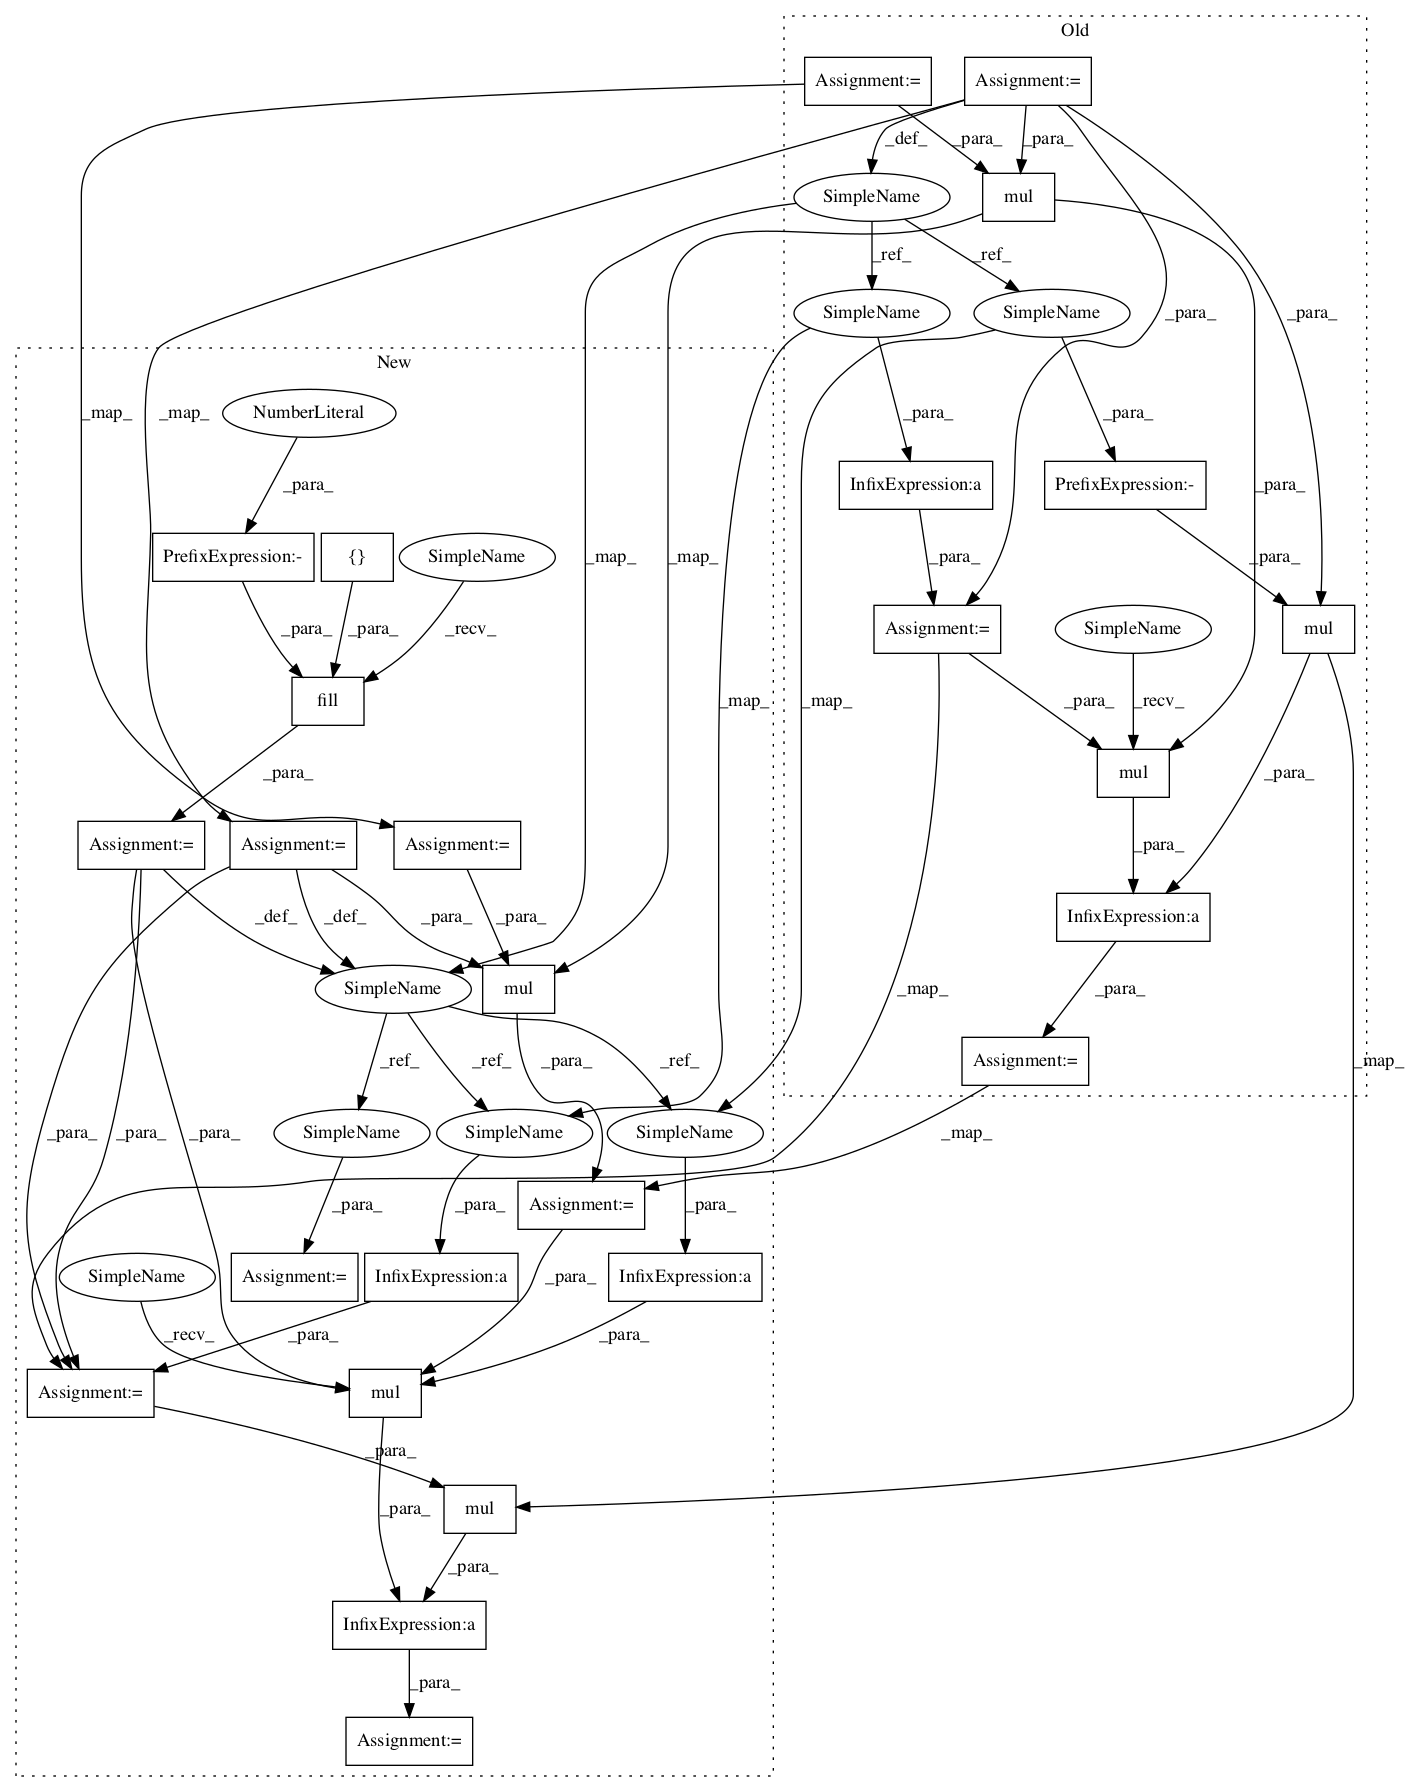 Old
Assignment:=
Assignment:=
_def_
_para_
_para_
SimpleName
mul
_ref_
_ref_
SimpleName
SimpleName
_para_
_para_
New
_map_
_map_
NumberLiteral
_para_
_para_
InfixExpression:a
PrefixExpression:-
_para_
_para_
PrefixExpression:-
{}
SimpleName
_map_
_map_
_para_
_para_
_para_
_para_
_recv_
Assignment:=
SimpleName
mul
fill
_map_
_map_
_para_
_recv_
_para_
mul
_para_
Assignment:=
Assignment:=
Assignment:=
_para_
_def_
_def_
_para_
_para_
InfixExpression:a
SimpleName
mul
_map_
_para_
_ref_
_ref_
_para_
_ref_
Assignment:=
_map_
_para_
_para_
_para_
SimpleName
SimpleName
SimpleName
_map_
_para_
_para_
Assignment:=
_para_
SimpleName
Assignment:=
InfixExpression:a
_para_
InfixExpression:a
_recv_
_para_
_para_
Assignment:=
mul
_para_
_para_
mul
_para_
InfixExpression:a
_para_
Assignment:=